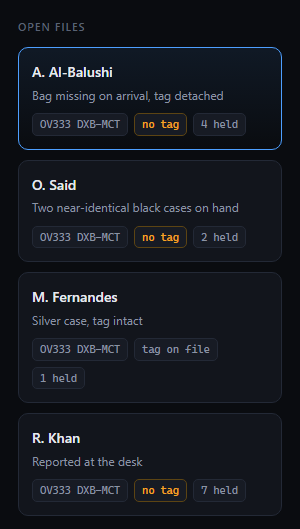 OPEN FILES
A. Al-Balushi
Bag missing on arrival, tag detached
OV333 DXB–MCT no tag 4 held
O. Said
Two near-identical black cases on hand
OV333 DXB–MCT no tag 2 held
M. Fernandes
Silver case, tag intact
OV333 DXB–MCT tag on file
1 held
R. Khan
Reported at the desk
OV333 DXB–MCT no tag 7 held